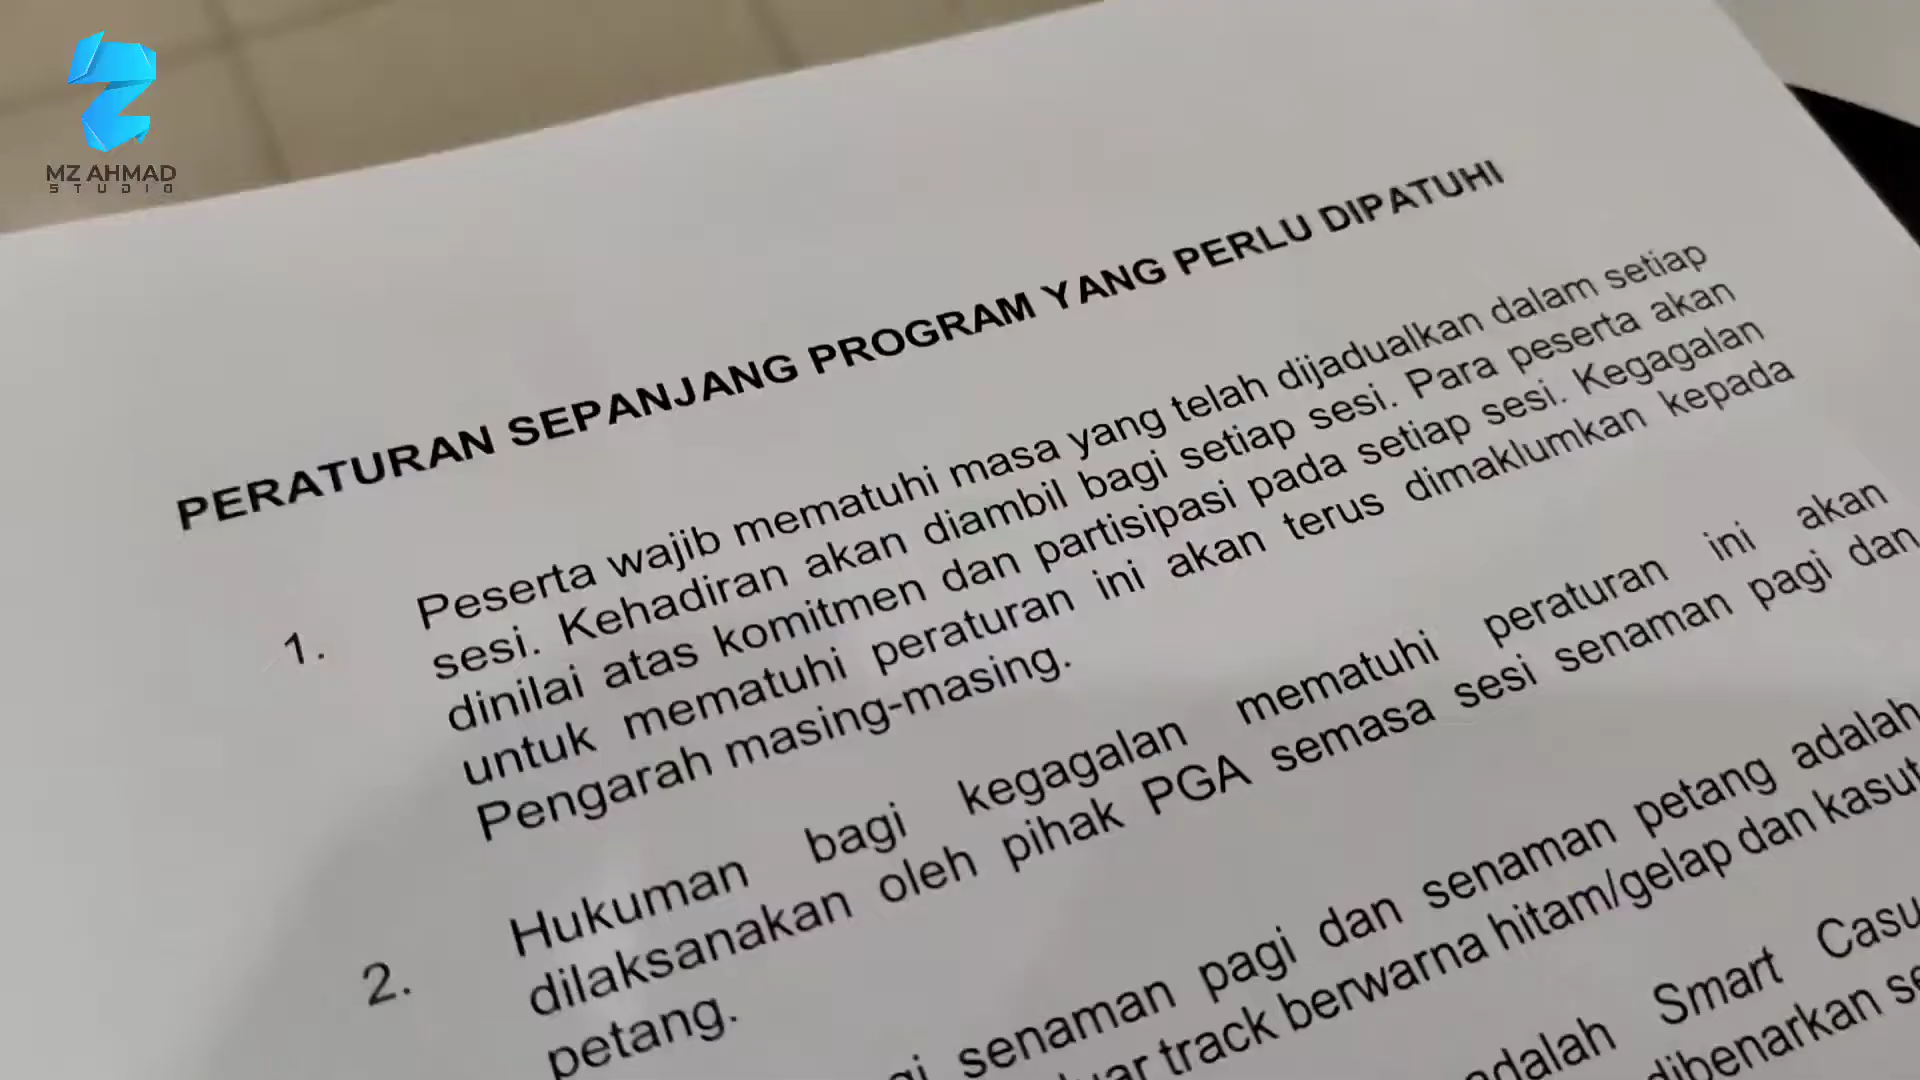 MZ AHMAD
STUDIO
PERATURAN SEPANJANG PROGRAM YANG PERLU DIPATUHI
1. Peserta wajib mematuhi masa yang telah dijadualkan dalam setiap
sesi. Kehadiran akan diambil bagi setiap sesi. Para peserta akan
dinilai atas komitmen dan partisipasi pada setiap sesi. Kegagalan
untuk mematuhi peraturan ini akan terus dimaklumkan kepada
Pengarah masing-masing.
2. Hukuman bagi kegagalan mematuhi peraturan ini akan
dilaksanakan oleh pihak PGA semasa sesi senaman pagi dan
petang.
senaman pagi dan senaman petang adalah
track berwarna hitam/gelap dan kasut
adalah Smart
dibenarkan